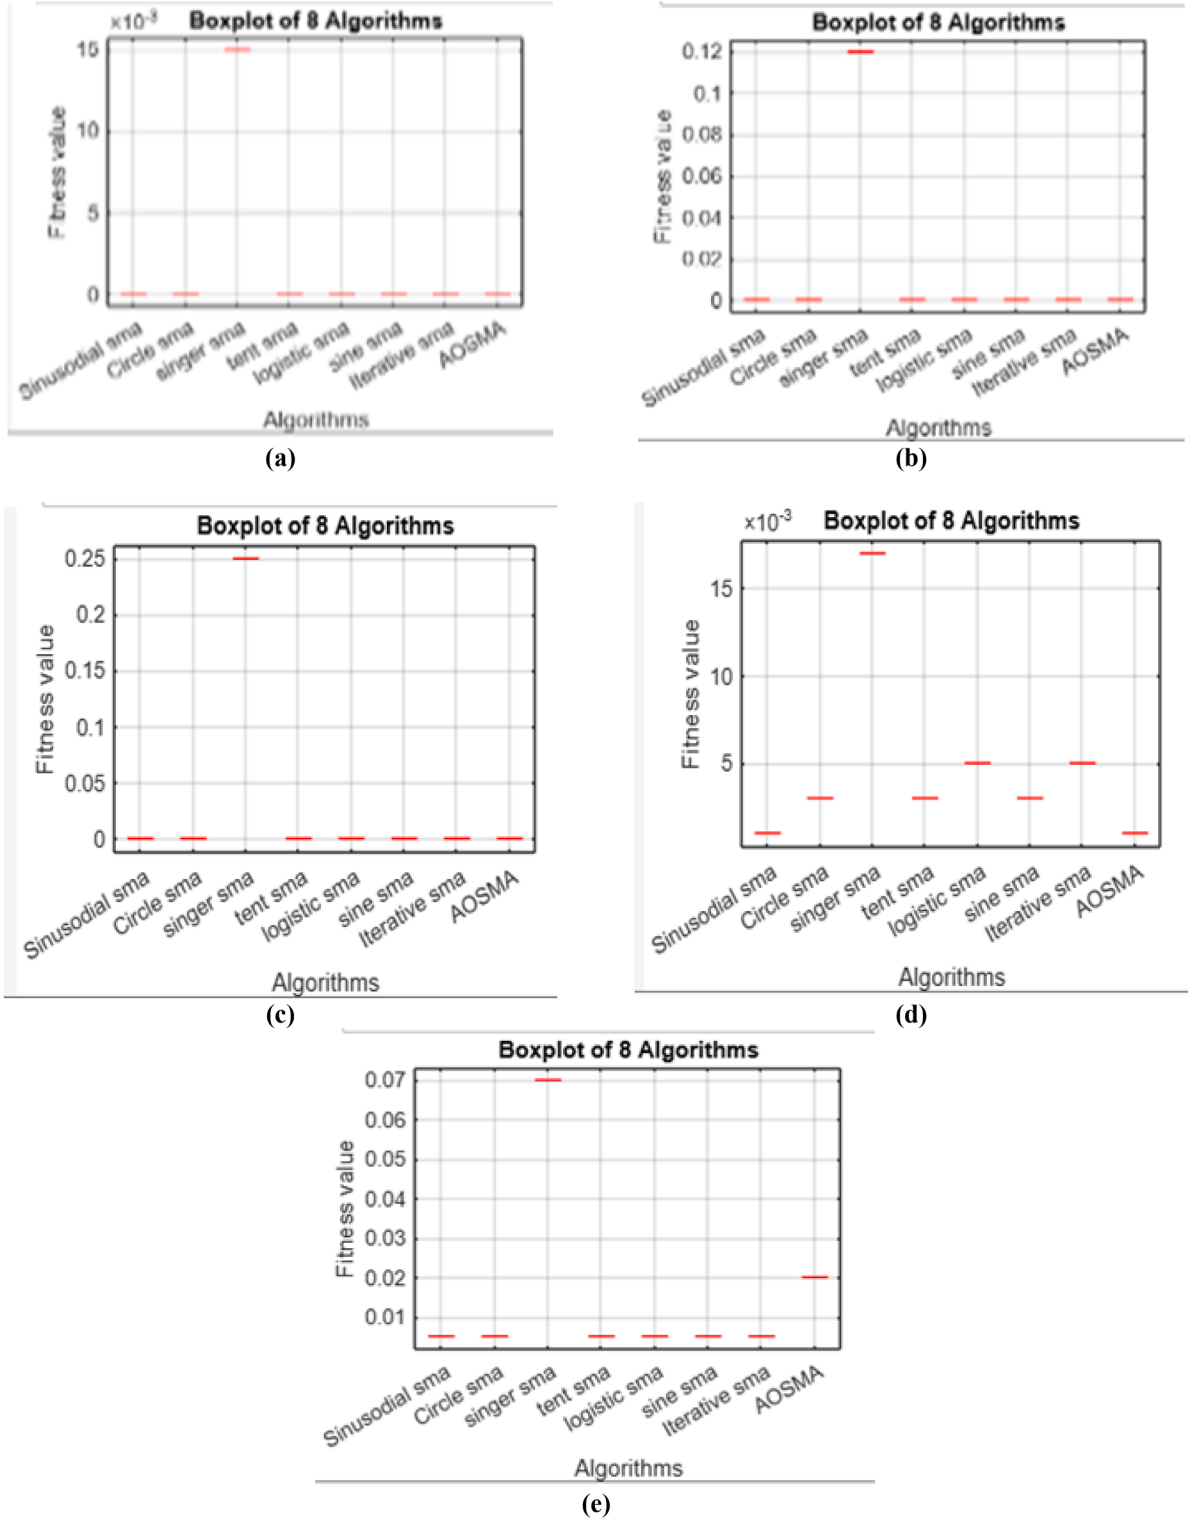 ×10⁻³ Boxplot of 8 Algorithms
15
10
5
0
Fitness value
Sinusodial sma
Circle sma
singer sma
tent sma
logistic sma
sine sma
Iterative sma
AOSMA
Algorithms
(a)
Boxplot of 8 Algorithms
0.12
0.1
0.08
0.06
0.04
0.02
0
Fitness value
Sinusodial sma
Circle sma
singer sma
tent sma
logistic sma
sine sma
Iterative sma
AOSMA
Algorithms
(b)
Boxplot of 8 Algorithms
0.25
0.2
0.15
0.1
0.05
0
Fitness value
Sinusodial sma
Circle sma
singer sma
tent sma
logistic sma
sine sma
Iterative sma
AOSMA
Algorithms
(c)
×10⁻³ Boxplot of 8 Algorithms
15
10
5
Fitness value
Sinusodial sma
Circle sma
singer sma
tent sma
logistic sma
sine sma
Iterative sma
AOSMA
Algorithms
(d)
Boxplot of 8 Algorithms
0.07
0.06
0.05
0.04
0.03
0.02
0.01
Fitness value
Sinusodial sma
Circle sma
singer sma
tent sma
logistic sma
sine sma
Iterative sma
AOSMA
Algorithms
(e)